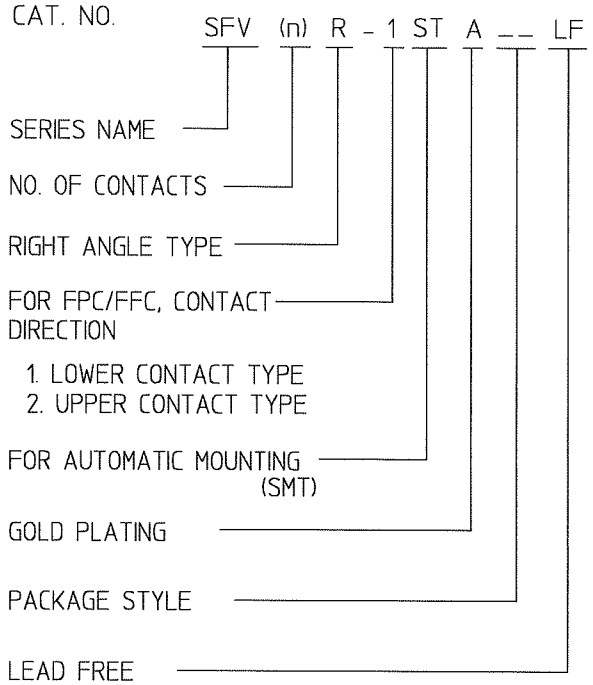 CAT. NO.
SFV (n) R - 1 ST A __ LF
SERIES NAME
NO. OF CONTACTS
RIGHT ANGLE TYPE
FOR FPC/FFC, CONTACT
DIRECTION
1. LOWER CONTACT TYPE
2. UPPER CONTACT TYPE
FOR AUTOMATIC MOUNTING
(SMT)
GOLD PLATING
PACKAGE STYLE
LEAD FREE